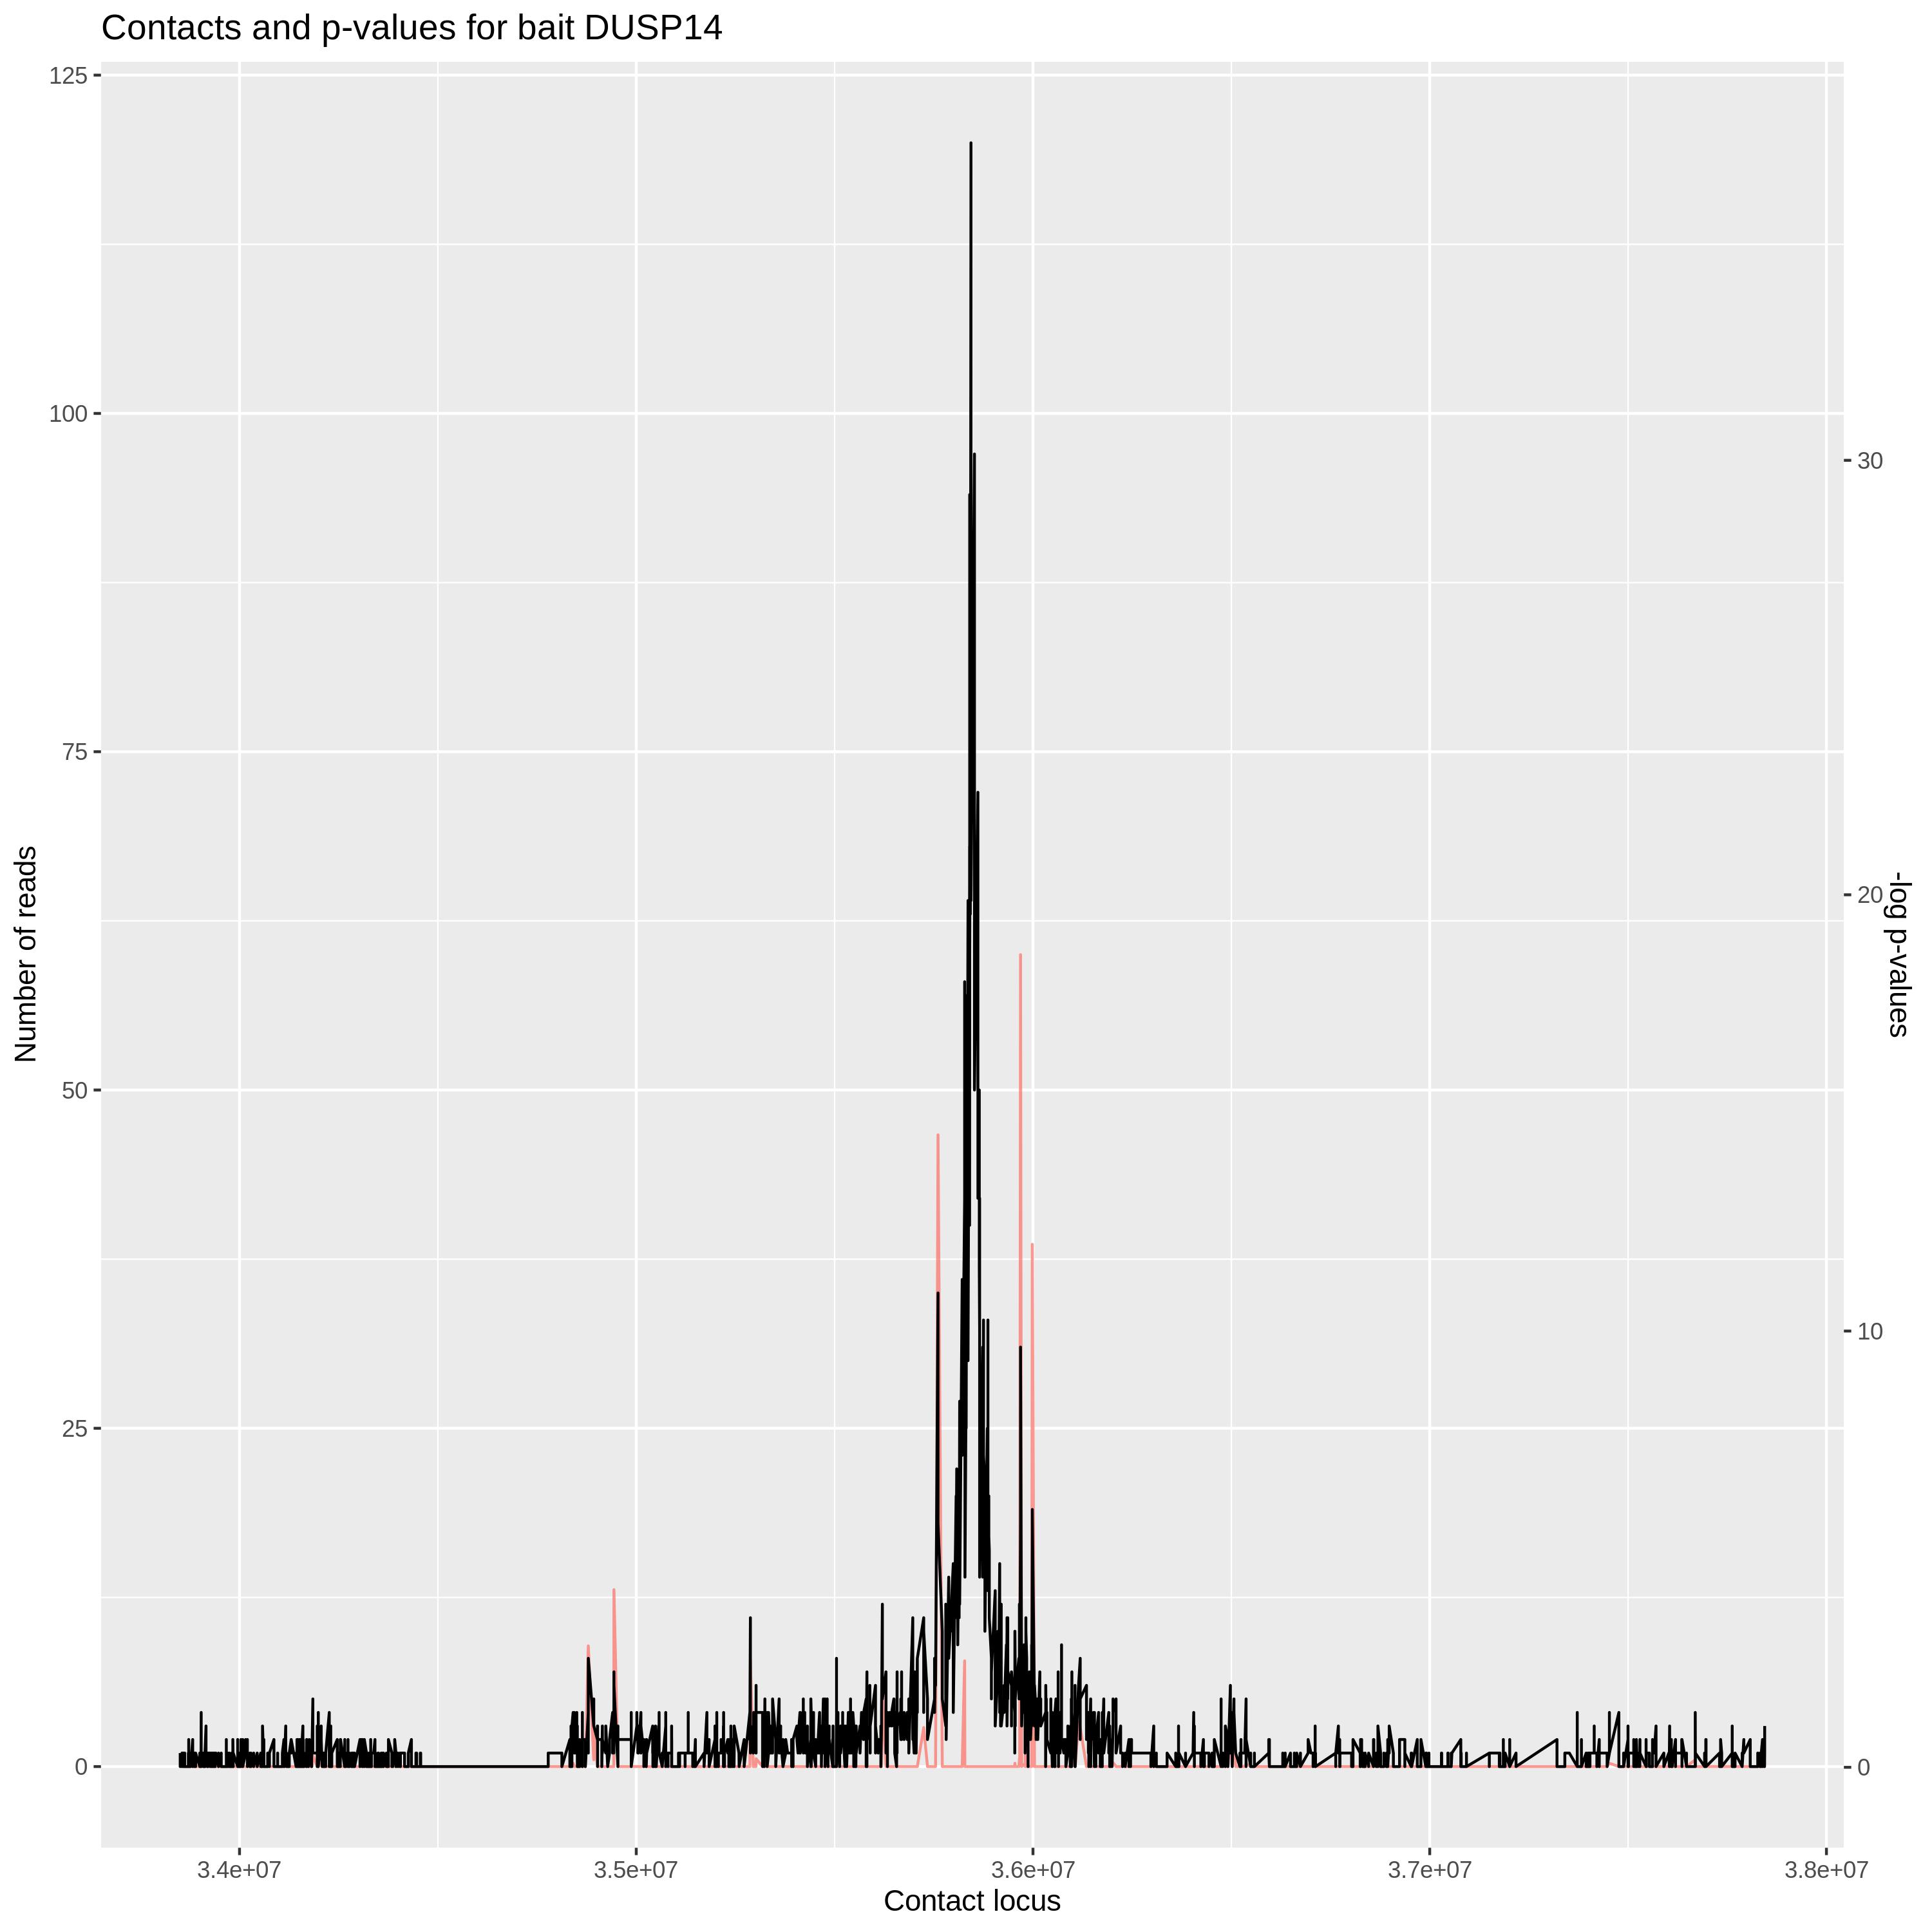 Contacts and p-values for bait DUSP14
125
100
75
50
25
0
Number of reads
30
20
10
0
-log p-values
3.4e+07
3.5e+07
3.6e+07
3.7e+07
3.8e+07
Contact locus